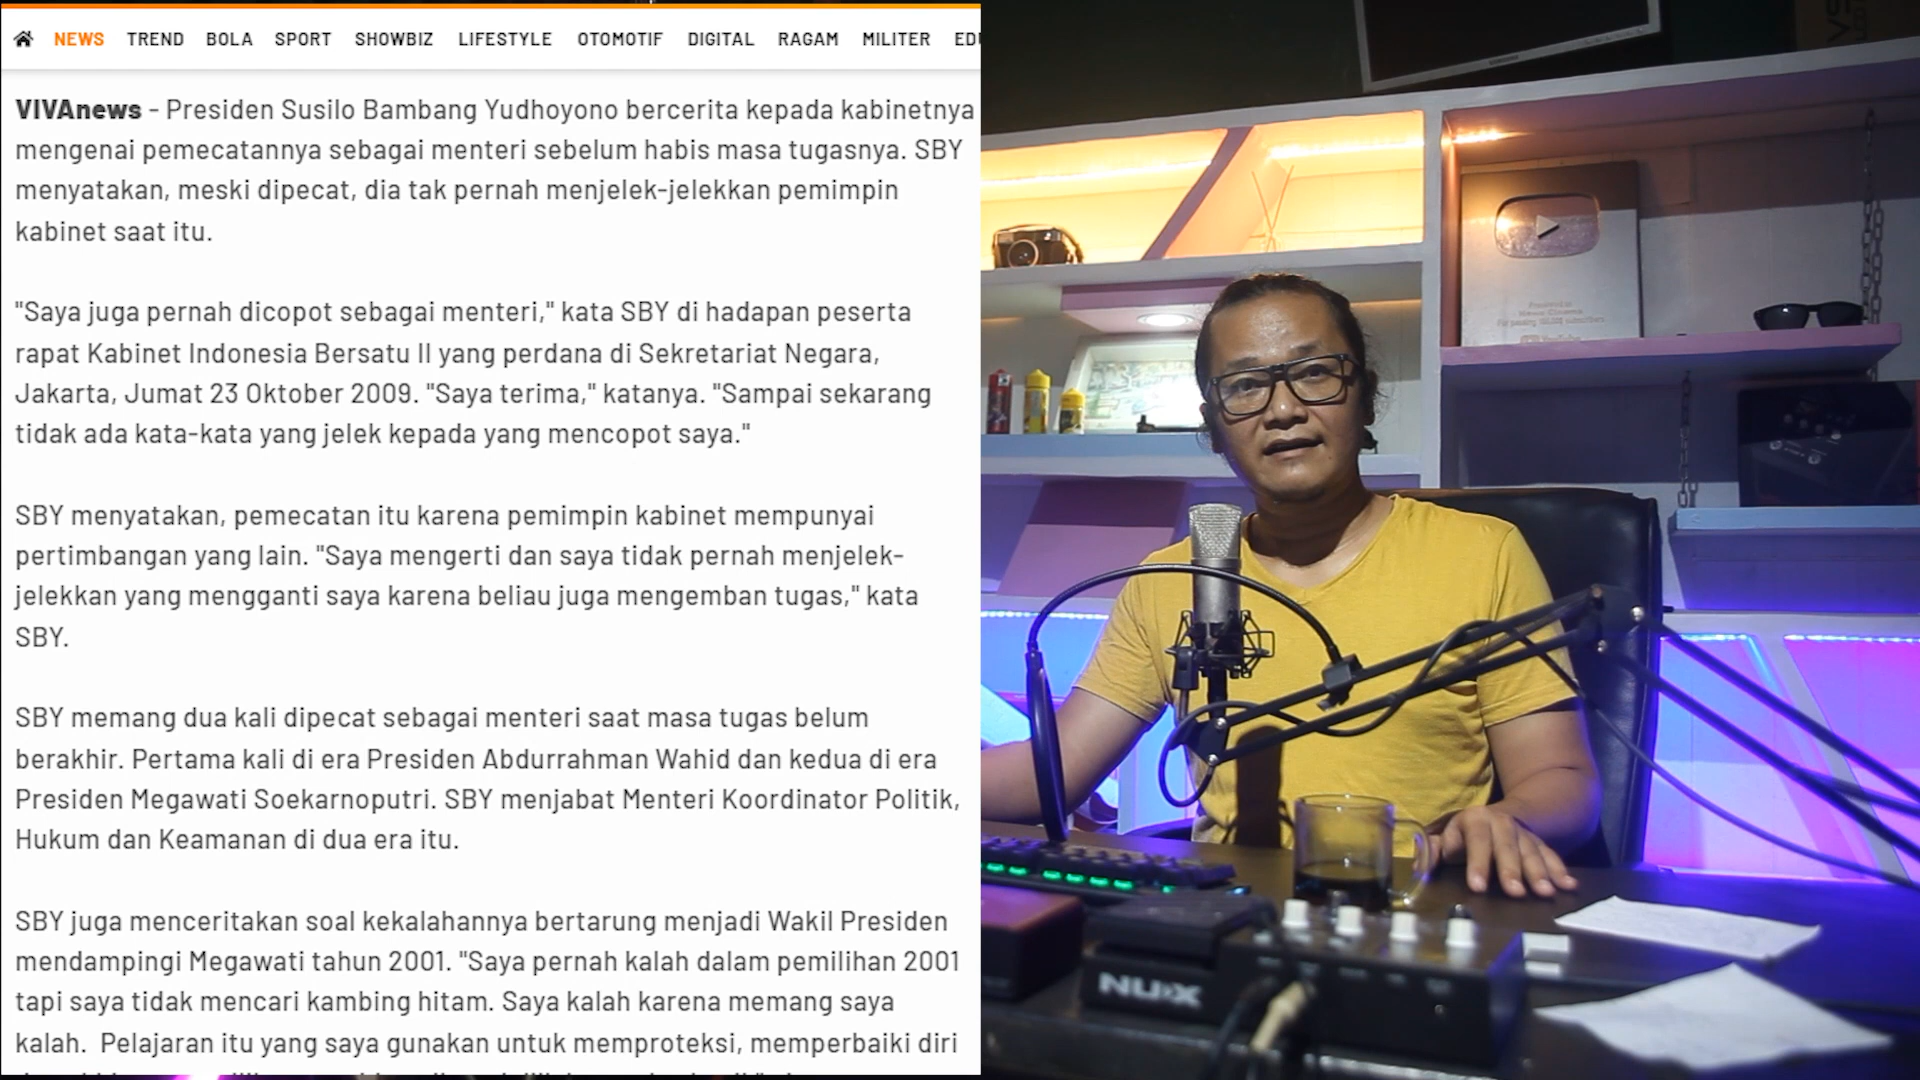 NEWS TREND BOLA SPORT SHOWBIZ LIFESTYLE OTOMOTIF DIGITAL RAGAM MILITER
VIVAnews - Presiden Susilo Bambang Yudhoyono bercerita kepada kabinetnya
mengenai pemecatannya sebagai menteri sebelum habis masa tugasnya. SBY
menyatakan, meski dipecat, dia tak pernah menjelek-jelekkan pemimpin
kabinet saat itu.
"Saya juga pernah dicopot sebagai menteri," kata SBY di hadapan peserta
rapat Kabinet Indonesia Bersatu II yang perdana di Sekretariat Negara,
Jakarta, Jumat 23 Oktober 2009. "Saya terima," katanya. "Sampai sekarang
tidak ada kata-kata yang jelek kepada yang mencopot saya."
SBY menyatakan, pemecatan itu karena pemimpin kabinet mempunyai
pertimbangan yang lain. "Saya mengerti dan saya tidak pernah menjelek-
jelekkan yang mengganti saya karena beliau juga mengemban tugas," kata
SBY.
SBY memang dua kali dipecat sebagai menteri saat masa tugas belum
berakhir. Pertama kali di era Presiden Abdurrahman Wahid dan kedua di era
Presiden Megawati Soekarnoputri. SBY menjabat Menteri Koordinator Politik,
Hukum dan Keamanan di dua era itu.
SBY juga menceritakan soal kekalahannya bertarung menjadi Wakil Presiden
mendampingi Megawati tahun 2001. "Saya pernah kalah dalam pemilihan 2001
tapi saya tidak mencari kambing hitam. Saya kalah karena memang saya
kalah. Pelajaran itu yang saya gunakan untuk memproteksi, memperbaiki diri
NUX